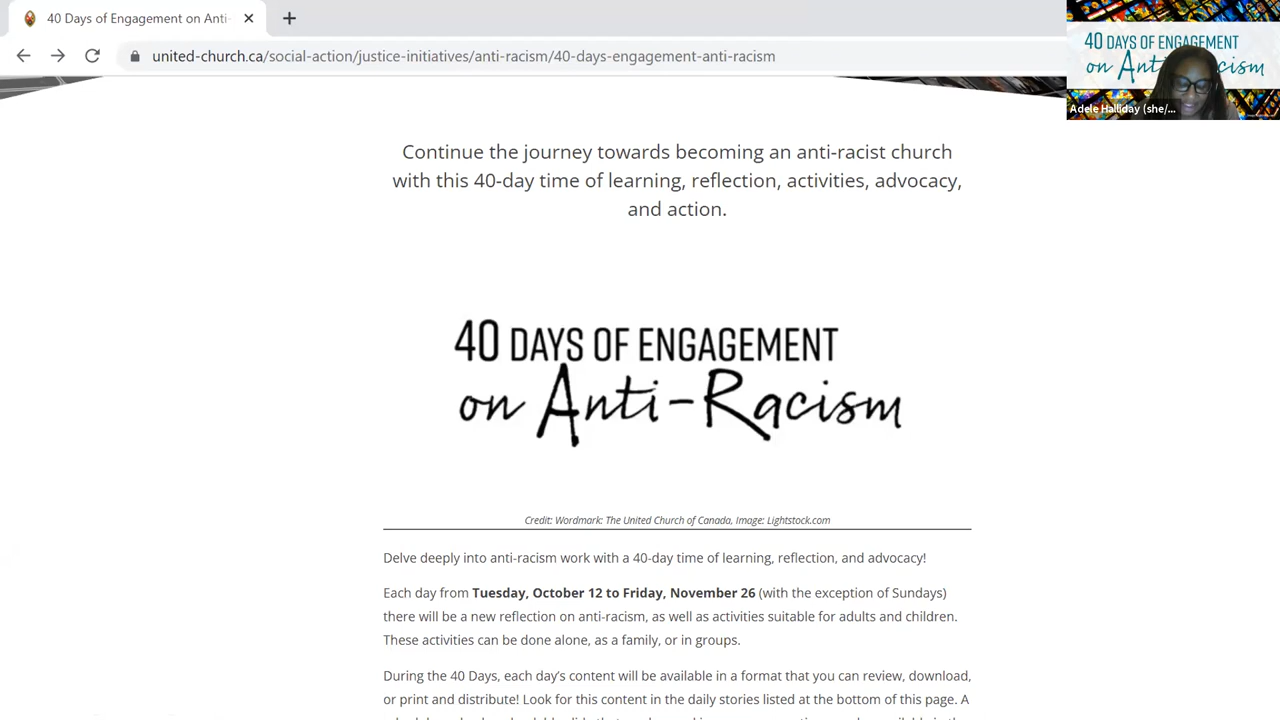 40 Days of Engagement on Anti-
united-church.ca/social-action/justice-initiatives/anti-racism/40-days-engagement-anti-racism
40 DAYS OF ENGAGEMENT
on Anti-Racism
Adele Halliday (she/...
Continue the journey towards becoming an anti-racist church
with this 40-day time of learning, reflection, activities, advocacy,
and action.
40 DAYS OF ENGAGEMENT
on Anti-Racism
Credit: Wordmark: The United Church of Canada, Image: Lightstock.com
Delve deeply into anti-racism work with a 40-day time of learning, reflection, and advocacy!
Each day from Tuesday, October 12 to Friday, November 26 (with the exception of Sundays)
there will be a new reflection on anti-racism, as well as activities suitable for adults and children.
These activities can be done alone, as a family, or in groups.
During the 40 Days, each day's content will be available in a format that you can review, download,
or print and distribute! Look for this content in the daily stories listed at the bottom of this page. A